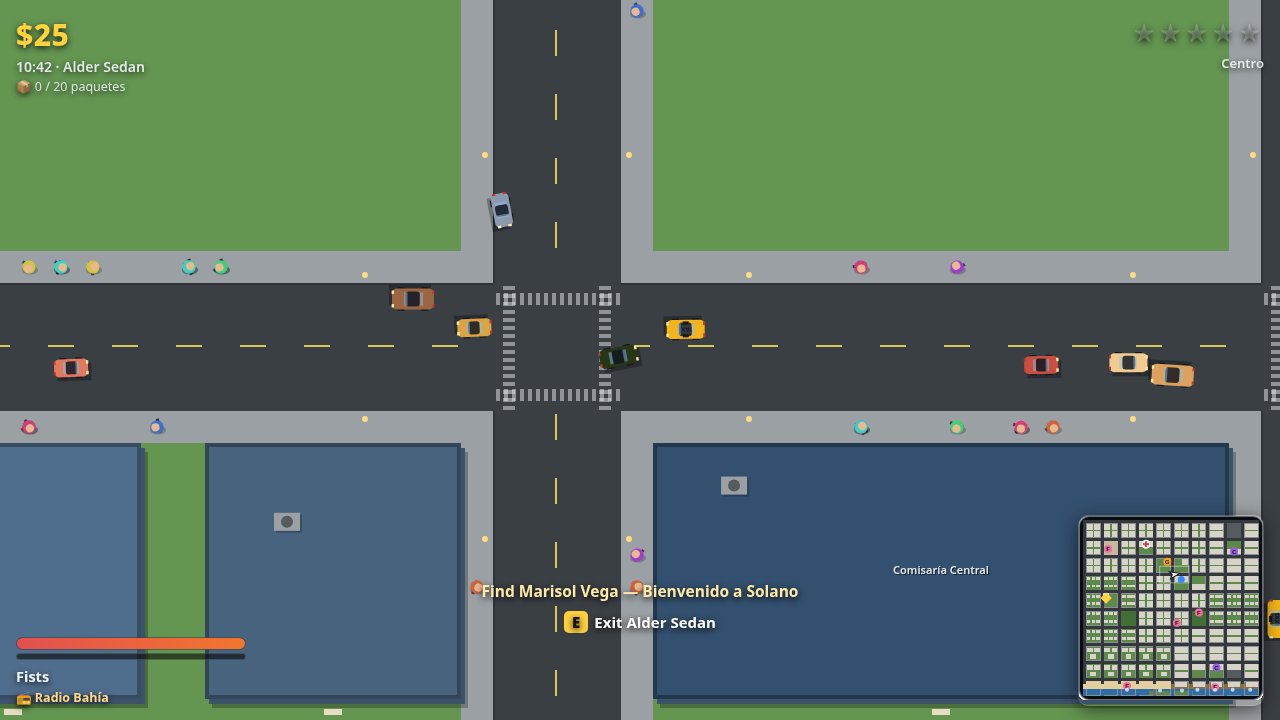 $25
10:42 · Alder Sedan
0 / 20 paquetes
Centro
Comisaría Central
Find Marisol Vega — Bienvenido a Solano
E Exit Alder Sedan
Fists
Radio Bahía